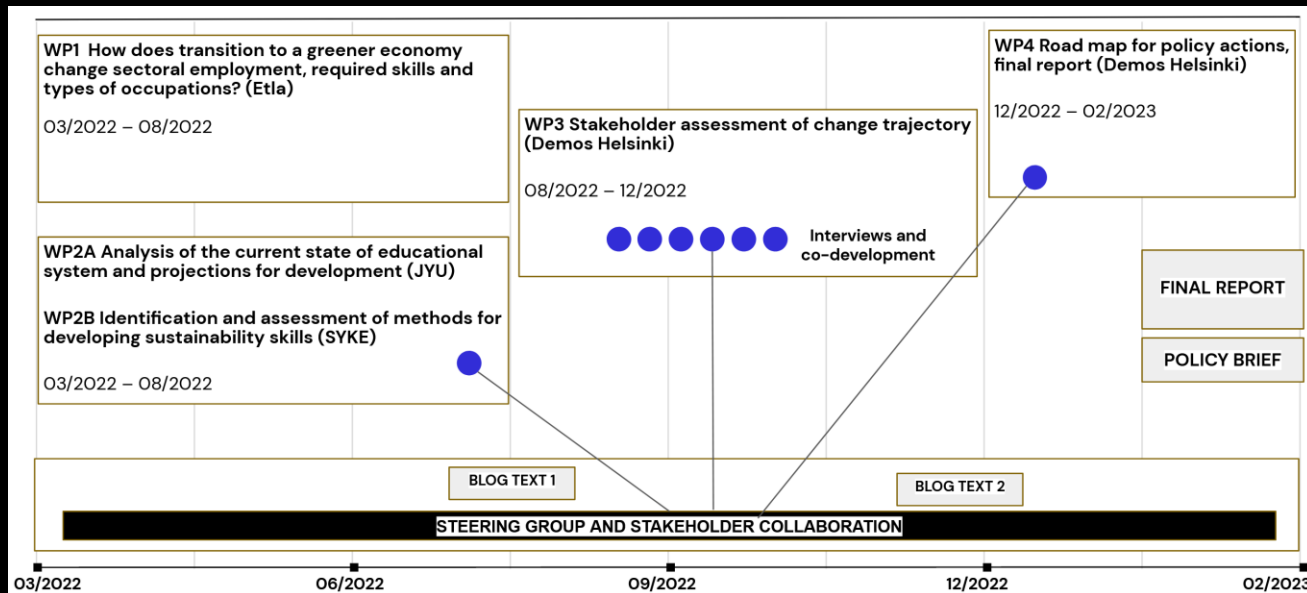 WP1 How does transition to a greener economy
change sectoral employment, required skills and
types of occupations? (Etla)
03/2022 – 08/2022
WP2A Analysis of the current state of educational
system and projections for development (JYU)
WP2B Identification and assessment of methods for
developing sustainability skills (SYKE)
03/2022 – 08/2022
WP3 Stakeholder assessment of change trajectory
(Demos Helsinki)
08/2022 – 12/2022
Interviews and
co-development
WP4 Road map for policy actions,
final report (Demos Helsinki)
12/2022 – 02/2023
FINAL REPORT
POLICY BRIEF
BLOG TEXT 1
BLOG TEXT 2
STEERING GROUP AND STAKEHOLDER COLLABORATION
03/2022
06/2022
09/2022
12/2022
02/2023